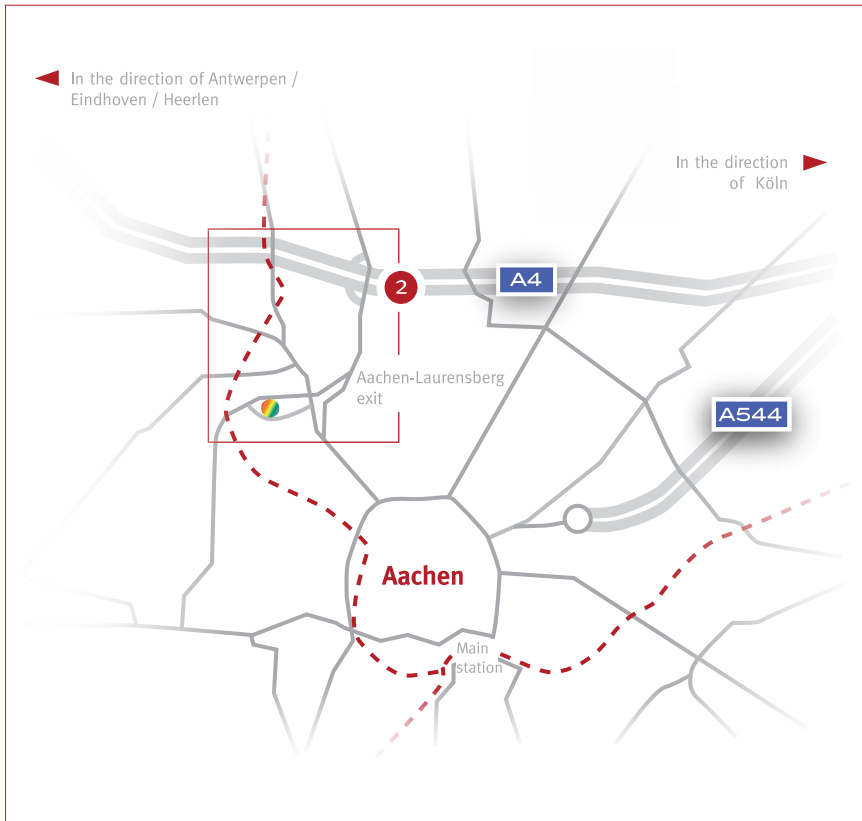 In the direction of Antwerpen /
Eindhoven / Heerlen
In the direction
of Köln
2
A4
Aachen-Laurensberg
exit
A544
Aachen
Main
station